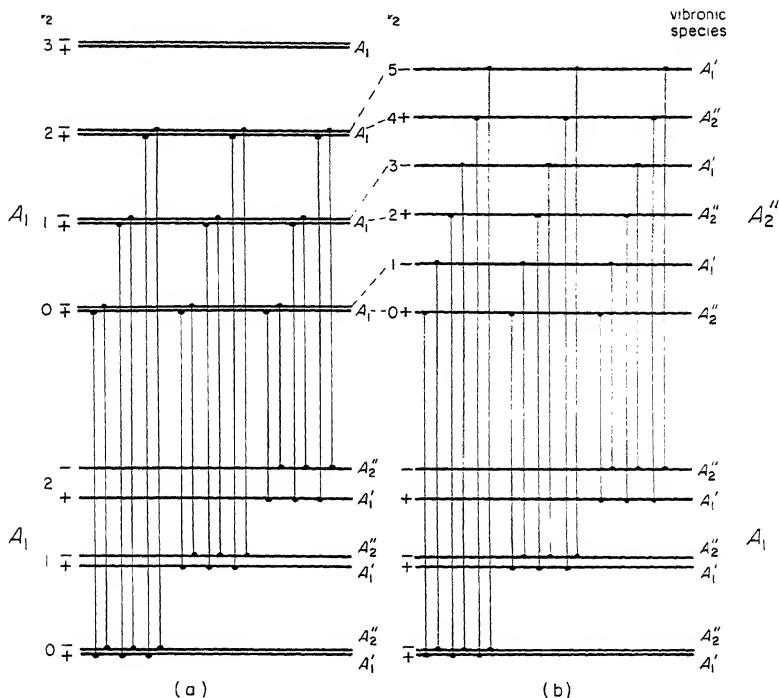 ν₂ ν₂ vibronic
species
3 ∓ A₁
5 − A₁′
4 + A₂″
2 ∓ A₁
3 − A₁′
A₁ 1 ∓ A₁ 2 + A₂″ A₂″
1 − A₁′
0 ∓ A₁ 0 + A₂″
− A₂″ − A₂″
2
+ A₁′ + A₁′
A₁ A₁
− A₂″ − A₂″
1
+ A₁′ + A₁′
− A₂″ − A₂″
0
+ A₁′ + A₁′
(a) (b)